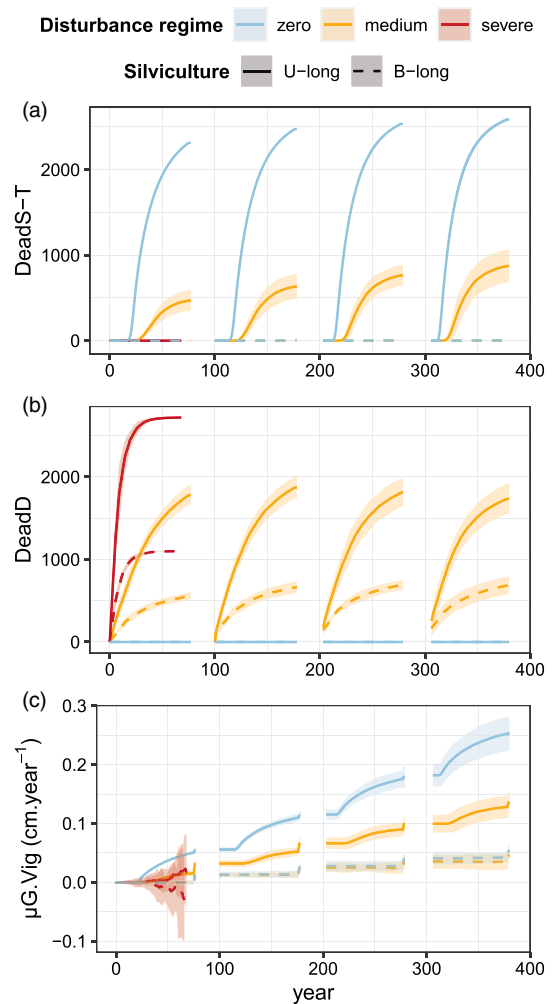 Disturbance regime zero medium severe
Silviculture U−long B−long
(a)
DeadS−T
2000
1000
0
0 100 200 300 400
(b)
DeadD
2000
1000
0
0 100 200 300 400
(c)
μG.Vig (cm.year⁻¹)
0.3
0.2
0.1
0.0
−0.1
0 100 200 300 400
year